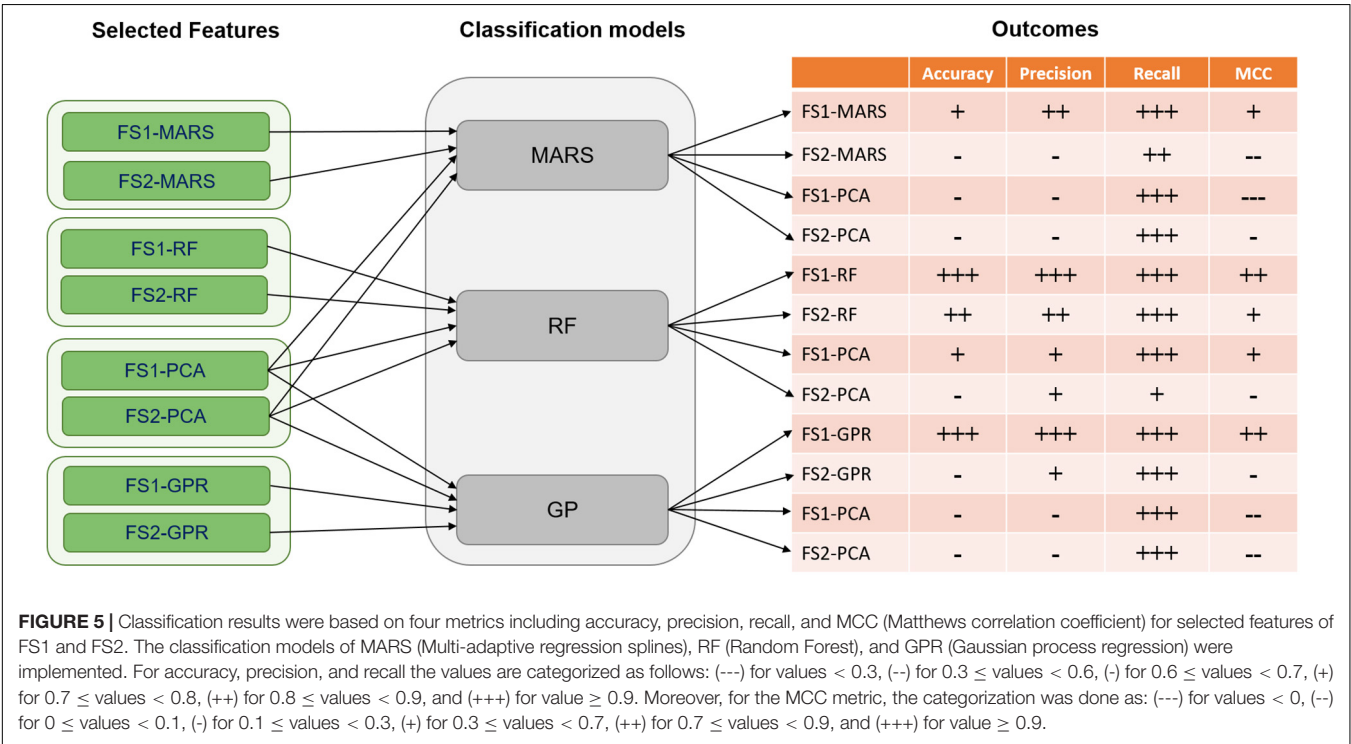 Selected Features
Classification models
Outcomes
FS1-MARS
FS2-MARS
FS1-RF
FS2-RF
FS1-PCA
FS2-PCA
FS1-GPR
FS2-GPR
MARS
RF
GP
Accuracy Precision Recall MCC
FS1-MARS + ++ +++ +
FS2-MARS - - ++ --
FS1-PCA - - +++ ---
FS2-PCA - - +++ -
FS1-RF +++ +++ +++ ++
FS2-RF ++ ++ +++ +
FS1-PCA + + +++ +
FS2-PCA - + + -
FS1-GPR +++ +++ +++ ++
FS2-GPR - + +++ -
FS1-PCA - - +++ --
FS2-PCA - - +++ --
FIGURE 5 | Classification results were based on four metrics including accuracy, precision, recall, and MCC (Matthews correlation coefficient) for selected features of
FS1 and FS2. The classification models of MARS (Multi-adaptive regression splines), RF (Random Forest), and GPR (Gaussian process regression) were
implemented. For accuracy, precision, and recall the values are categorized as follows: (---) for values < 0.3, (--) for 0.3 ≤ values < 0.6, (-) for 0.6 ≤ values < 0.7, (+)
for 0.7 ≤ values < 0.8, (++) for 0.8 ≤ values < 0.9, and (+++) for value ≥ 0.9. Moreover, for the MCC metric, the categorization was done as: (---) for values < 0, (--)
for 0 ≤ values < 0.1, (-) for 0.1 ≤ values < 0.3, (+) for 0.3 ≤ values < 0.7, (++) for 0.7 ≤ values < 0.9, and (+++) for value ≥ 0.9.